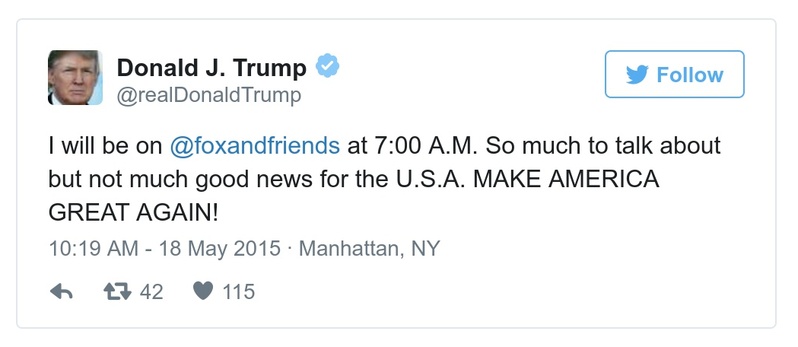 Donald J. Trump
@realDonaldTrump
Follow
I will be on @foxandfriends at 7:00 A.M. So much to talk about
but not much good news for the U.S.A. MAKE AMERICA
GREAT AGAIN!
10:19 AM - 18 May 2015 · Manhattan, NY
42 115